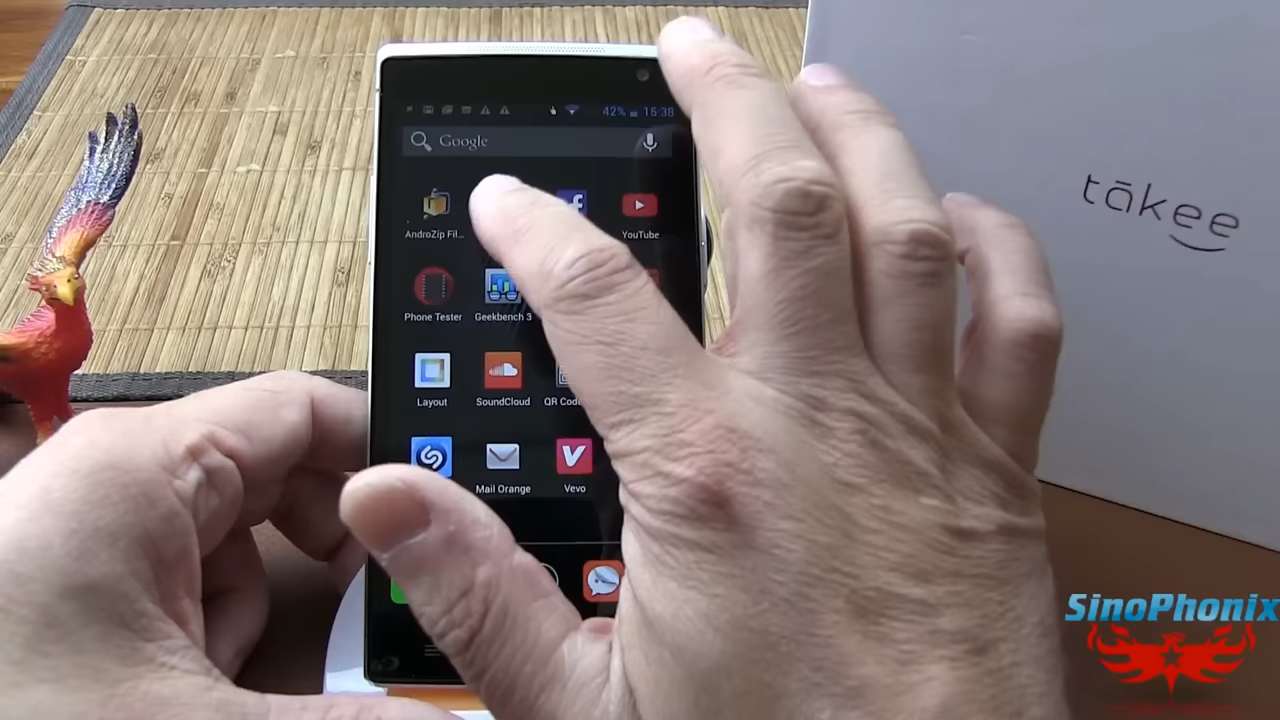 42% 15:38
Google
AndroZip Fil...
YouTube
Phone Tester
Geekbench 3
Layout
SoundCloud
QR Code
Mail Orange
Vevo
tākee
SinoPhonix